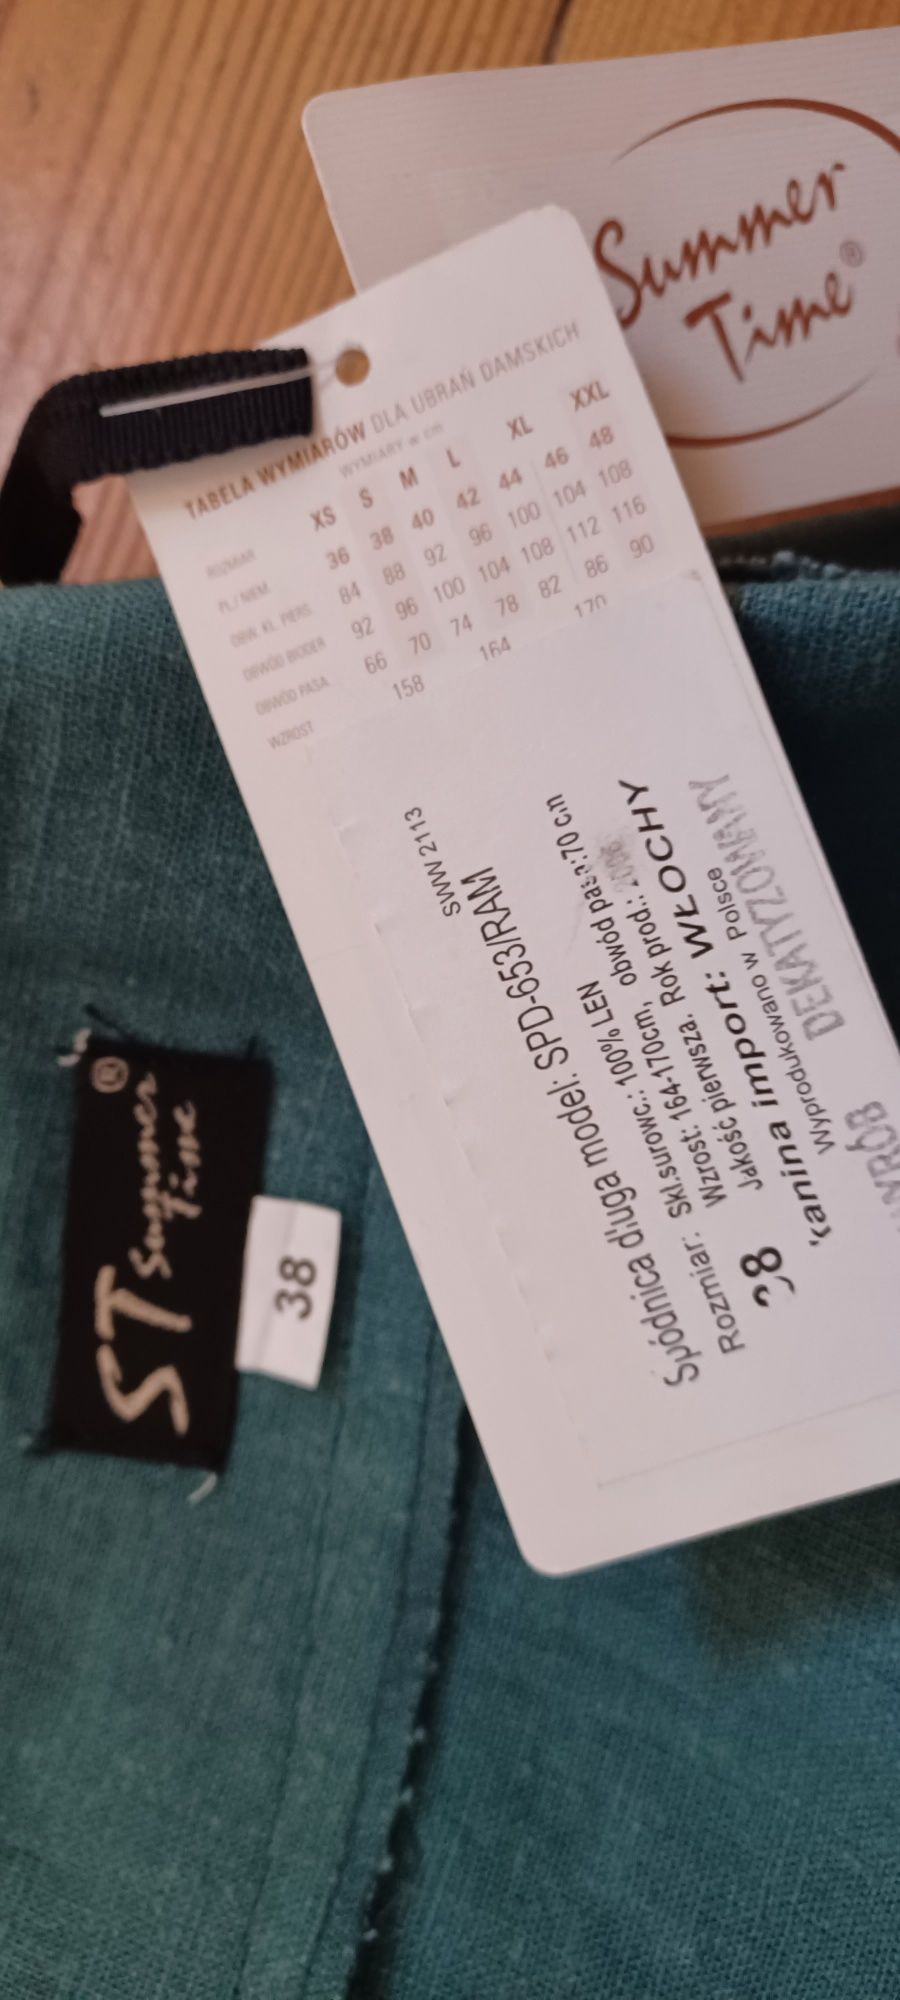 Summer
Time®
TABELA WYMIARÓW DLA UBRAŃ DAMSKICH
WYMIARY w cm
ROZMIAR XS S M L XL XXL
PL./NIEM. 36 38 40 42 44 46 48
OBW. KL. PIERS. 84 88 92 96 100 104 108
OBWÓD BIODER 92 96 100 104 108 112 116
OBWÓD PASA 66 70 74 78 82 86 90
WZROST 158 164 170
SWW 2113
Spódnica długa model: SPD-653/RAM
Rozmiar: Skł.surowc.: 100% LEN
38 Wzrost: 164-170cm, obwód pasa:70 cm
Jakość pierwsza. Rok prod.:
Tkanina import: WŁOCHY
Wyprodukowano w Polsce
WYRÓB DEKATYZOWANY
ST Summer
Time ®
38